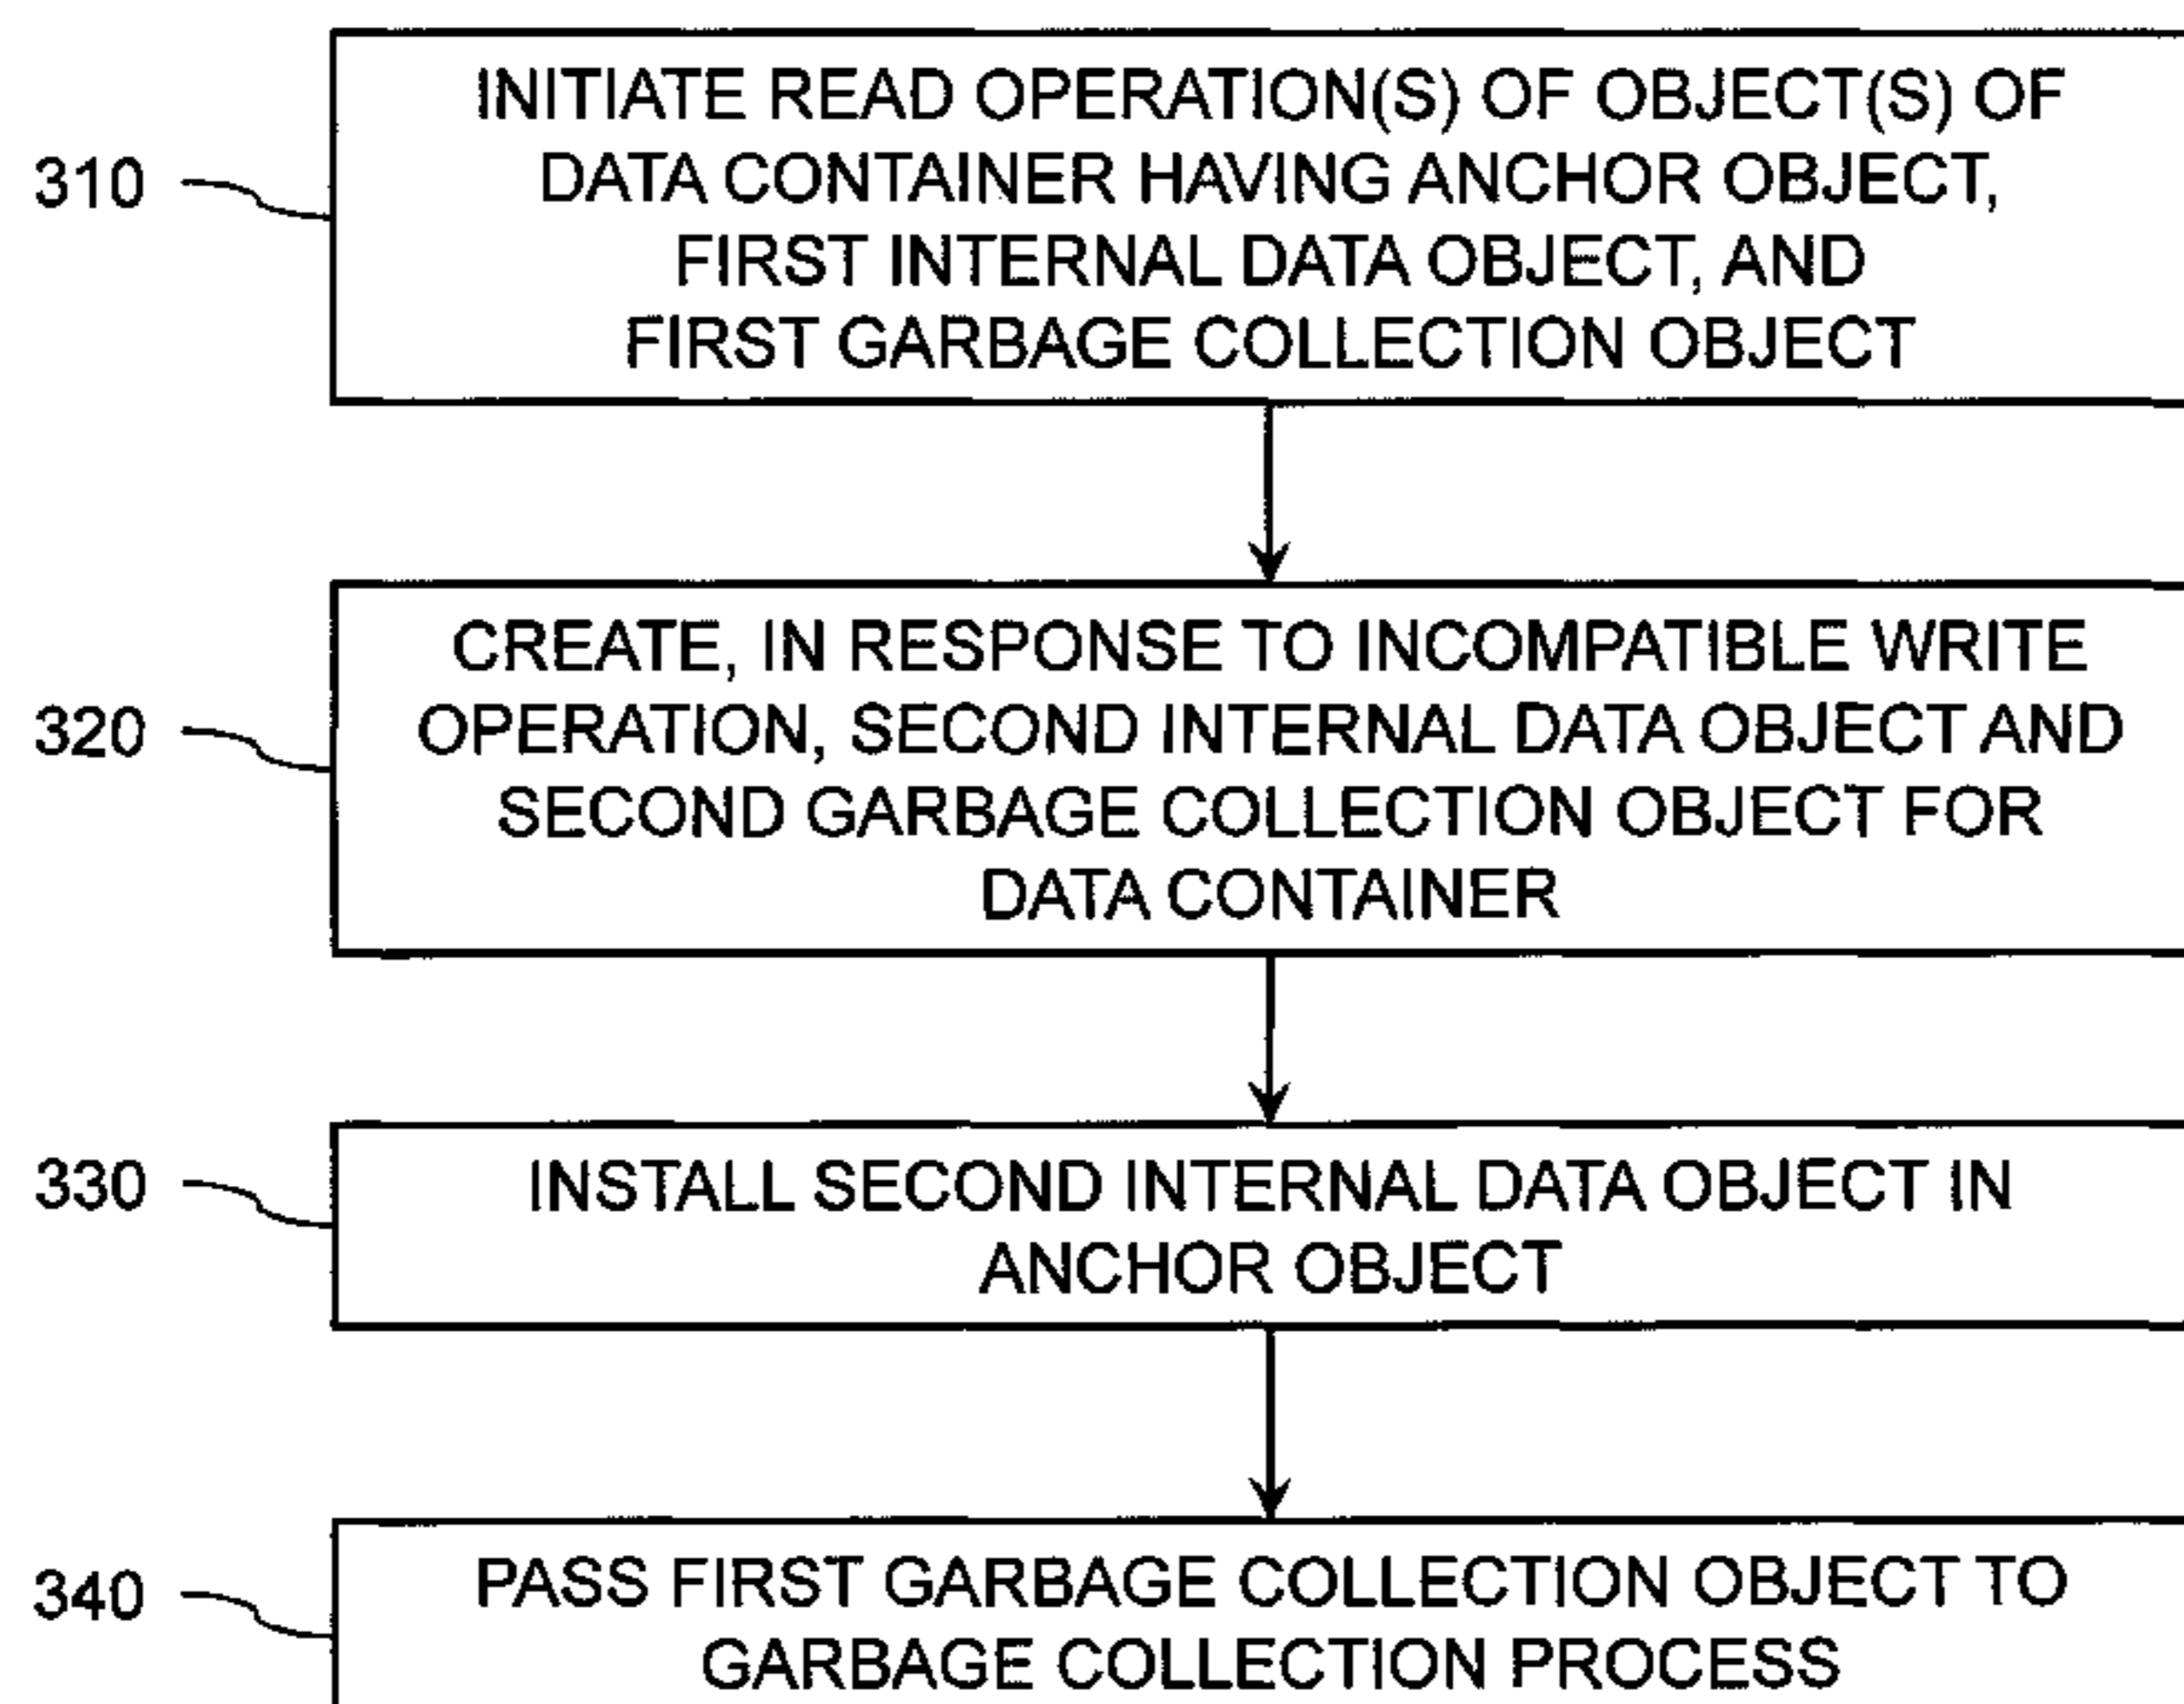 310
INITIATE READ OPERATION(S) OF OBJECT(S) OF
DATA CONTAINER HAVING ANCHOR OBJECT,
FIRST INTERNAL DATA OBJECT, AND
FIRST GARBAGE COLLECTION OBJECT
320
CREATE, IN RESPONSE TO INCOMPATIBLE WRITE
OPERATION, SECOND INTERNAL DATA OBJECT AND
SECOND GARBAGE COLLECTION OBJECT FOR
DATA CONTAINER
330
INSTALL SECOND INTERNAL DATA OBJECT IN
ANCHOR OBJECT
340
PASS FIRST GARBAGE COLLECTION OBJECT TO
GARBAGE COLLECTION PROCESS